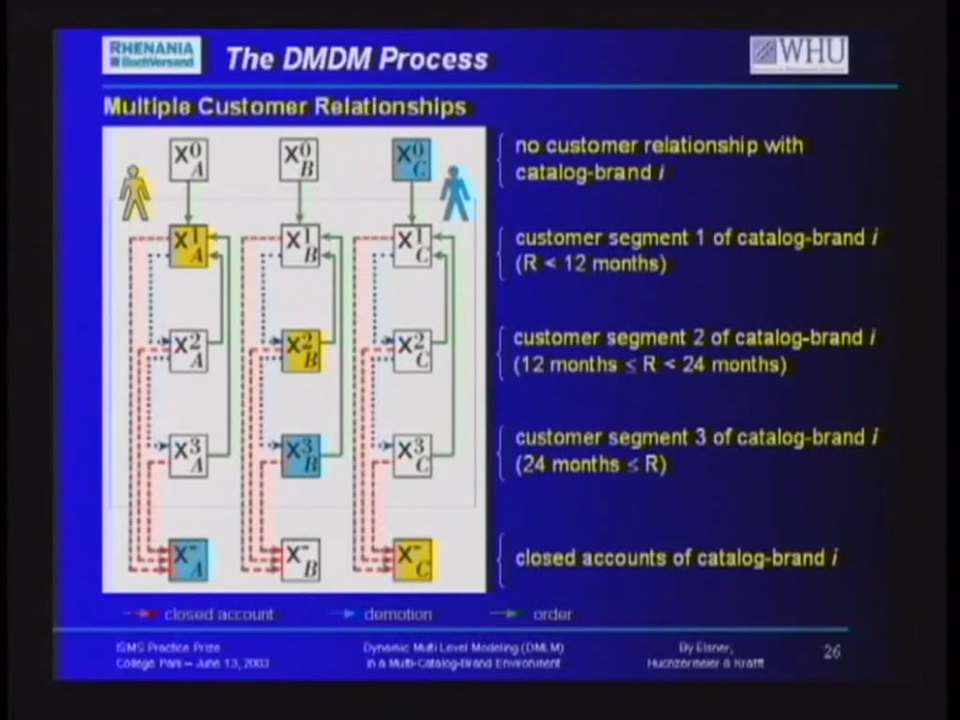 RHENANIA
BuchVersand
The DMDM Process
WHU
Multiple Customer Relationships
X⁰A X⁰B X⁰C
no customer relationship with
catalog-brand i
X¹A X¹B X¹C
customer segment 1 of catalog-brand i
(R < 12 months)
X²A X²B X²C
customer segment 2 of catalog-brand i
(12 months ≤ R < 24 months)
X³A X³B X³C
customer segment 3 of catalog-brand i
(24 months ≤ R)
X⁻A X⁻B X⁻C
closed accounts of catalog-brand i
closed account demotion order
ISMS Practice Prize
College Park – June 13, 2003
Dynamic Multi Level Modeling (DMLM)
in a Multi-Catalog-Brand Environment
By Elsner,
Huchzermeier & Krafft
26